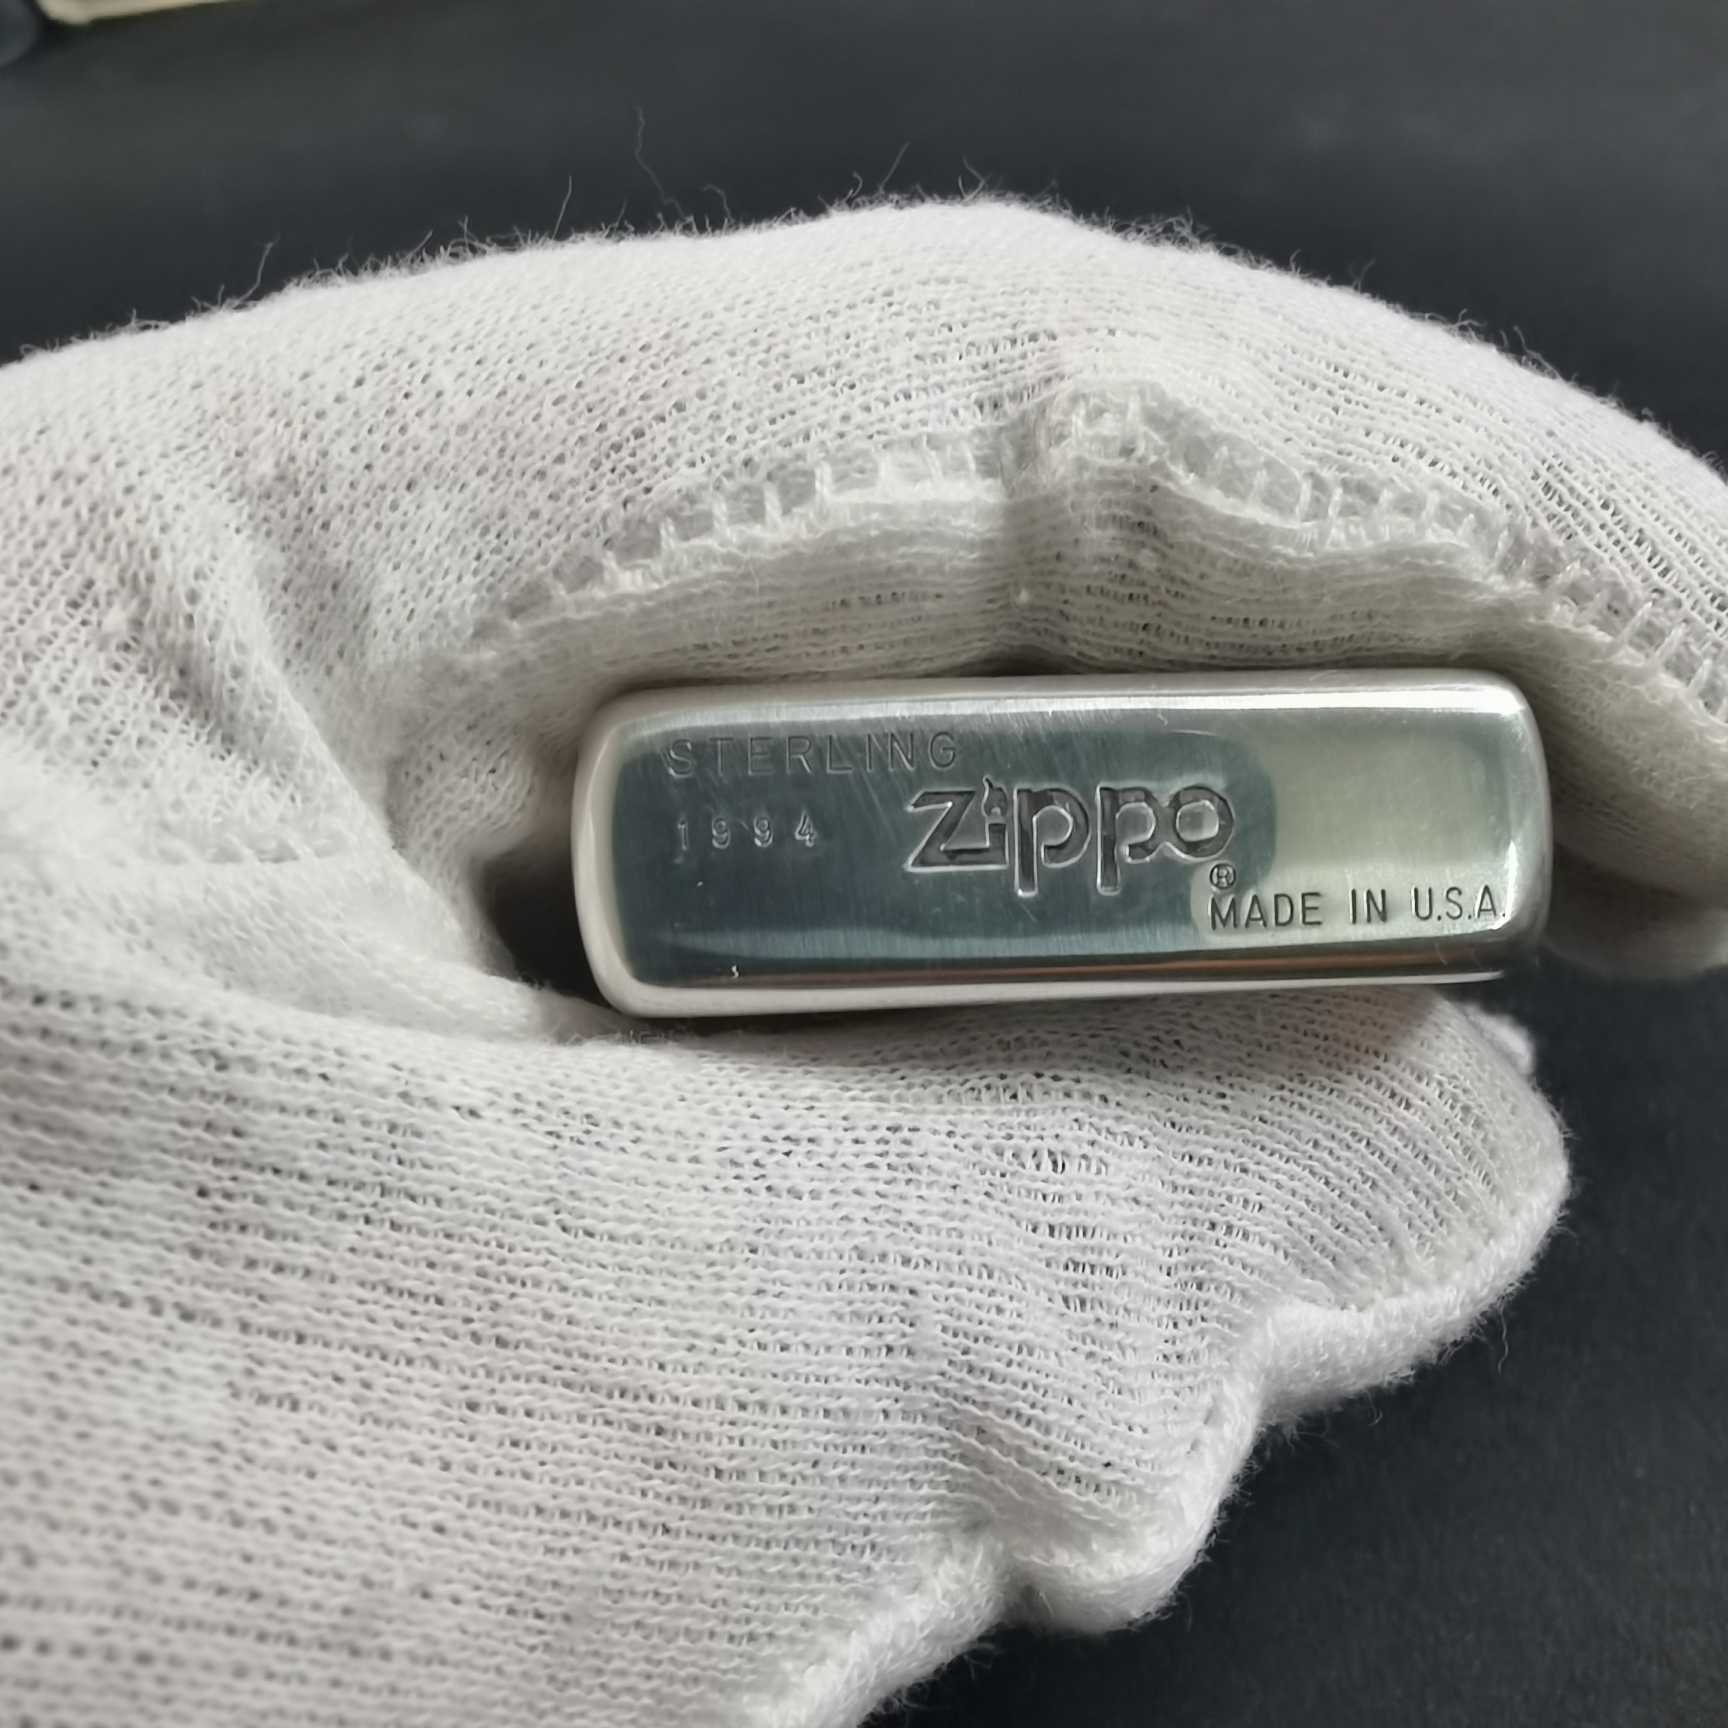 STERLING
1994
Zippo
®
MADE IN U.S.A.